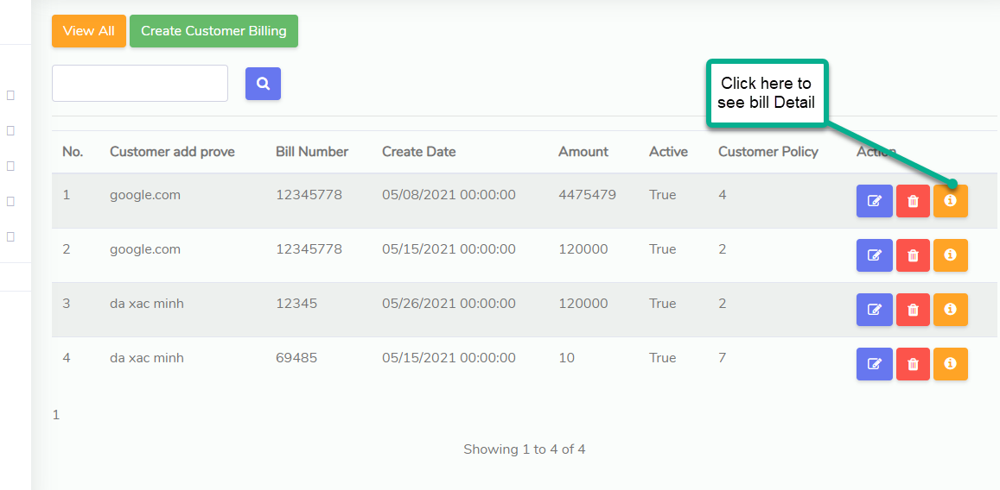 View All Create Customer Billing
Click here to
see bill Detail
No. Customer add prove Bill Number Create Date Amount Active Customer Policy Action
1 google.com 12345778 05/08/2021 00:00:00 4475479 True 4
2 google.com 12345778 05/15/2021 00:00:00 120000 True 2
3 da xac minh 12345 05/26/2021 00:00:00 120000 True 2
4 da xac minh 69485 05/15/2021 00:00:00 10 True 7
1
Showing 1 to 4 of 4